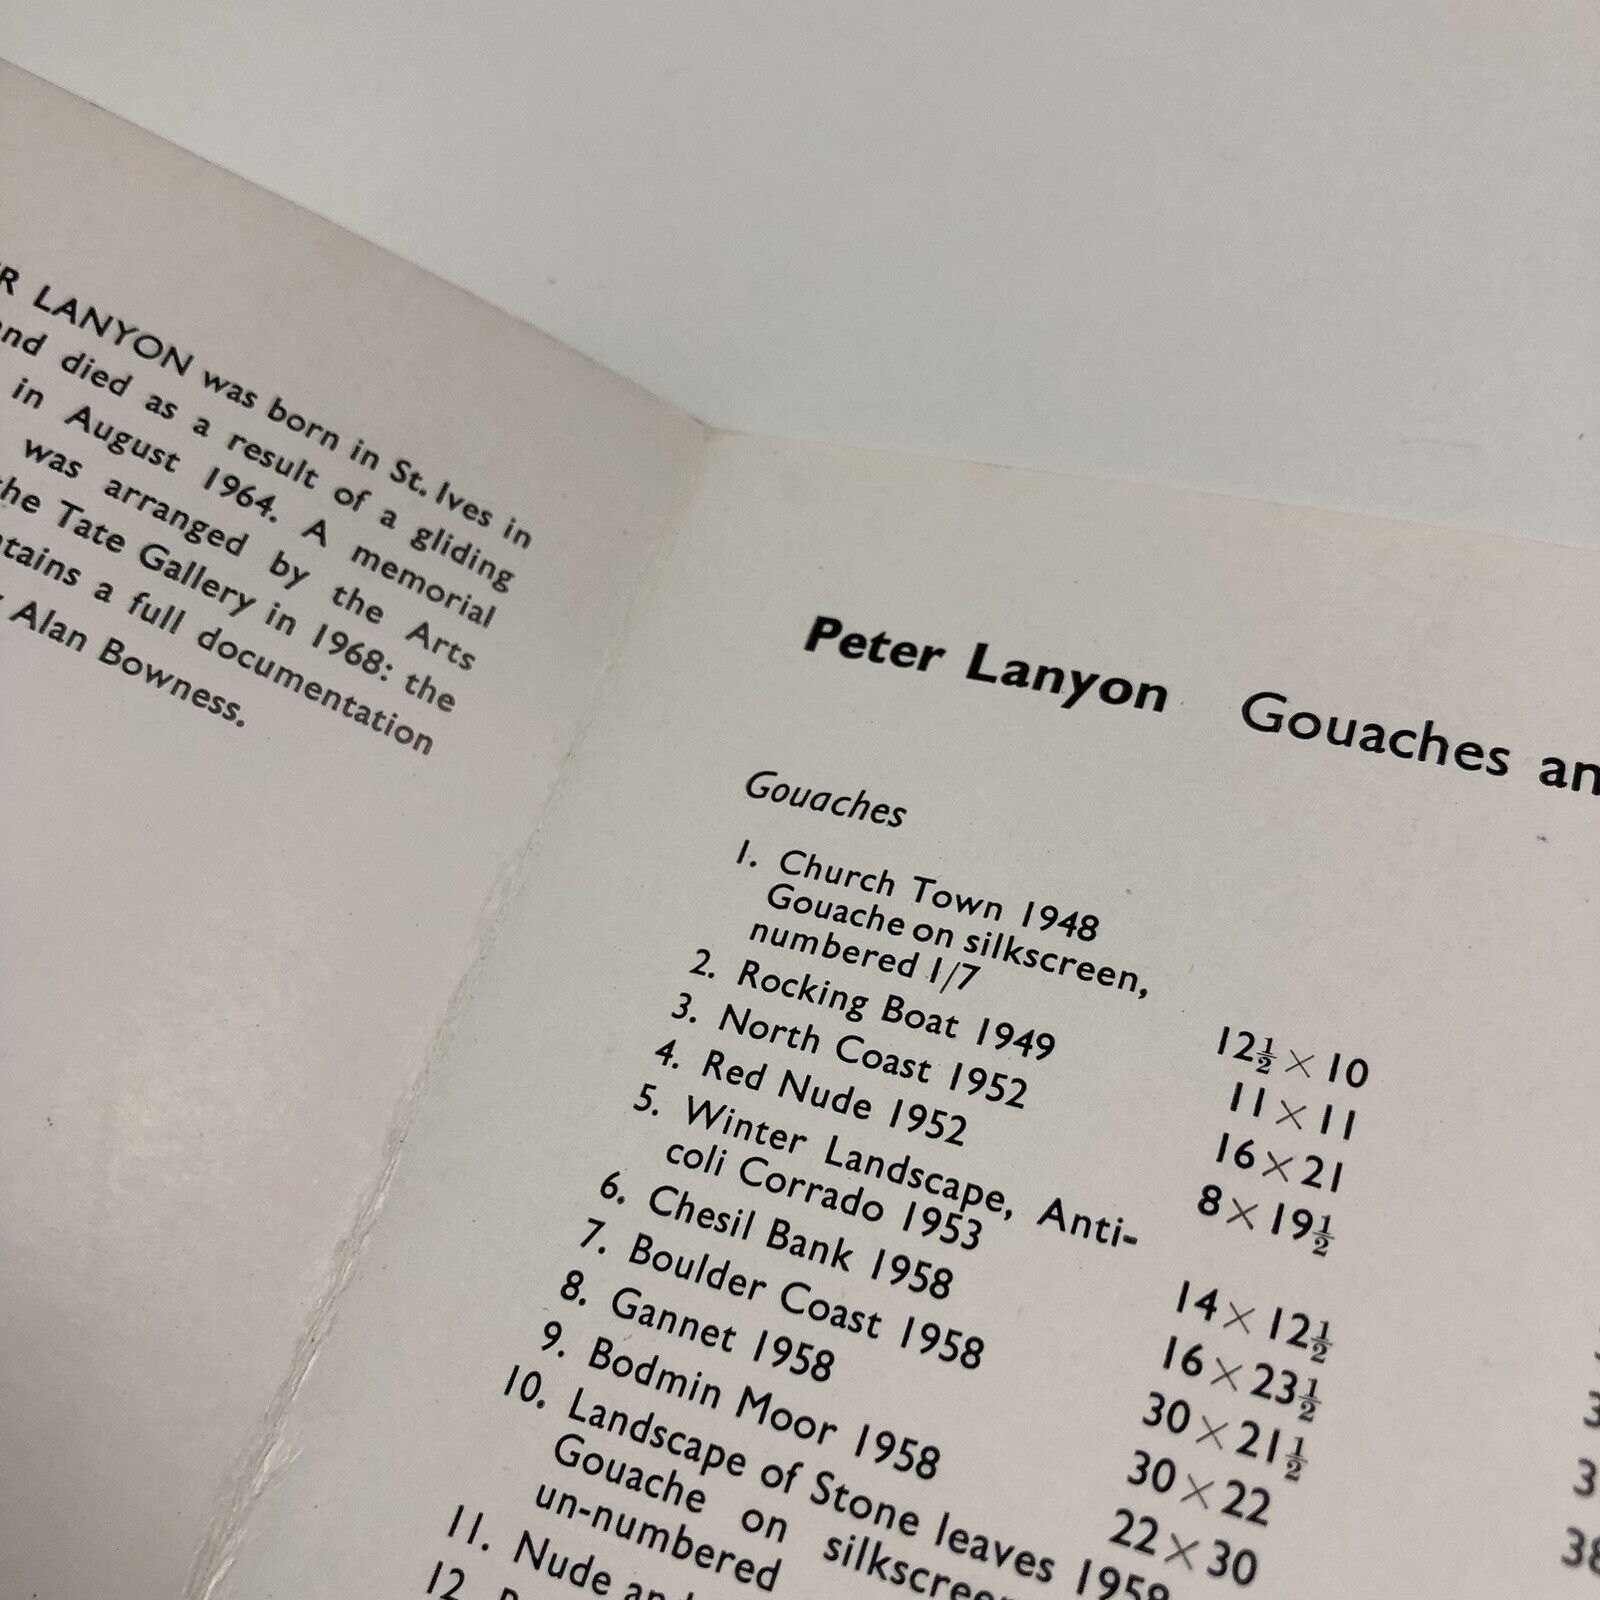 LANYON was born in St. Ives in
died as a result of a gliding
in August 1964. A memorial
was arranged by the Arts
Tate Gallery in 1968: the
a full documentation
Alan Bowness.
Peter Lanyon Gouaches
Gouaches
1. Church Town 1948
Gouache on silkscreen,
numbered 1/7 12½ × 10
2. Rocking Boat 1949 11 × 11
3. North Coast 1952 16 × 21
4. Red Nude 1952 8 × 19½
5. Winter Landscape, Anti-
coli Corrado 1953 14 × 12½
6. Chesil Bank 1958 16 × 23½
7. Boulder Coast 1958 30 × 21½
8. Gannet 1958 30 × 22
9. Bodmin Moor 1958 22 × 30
10. Landscape of Stone leaves 1958
Gouache on silkscreen
un-numbered
11. Nude and
12.